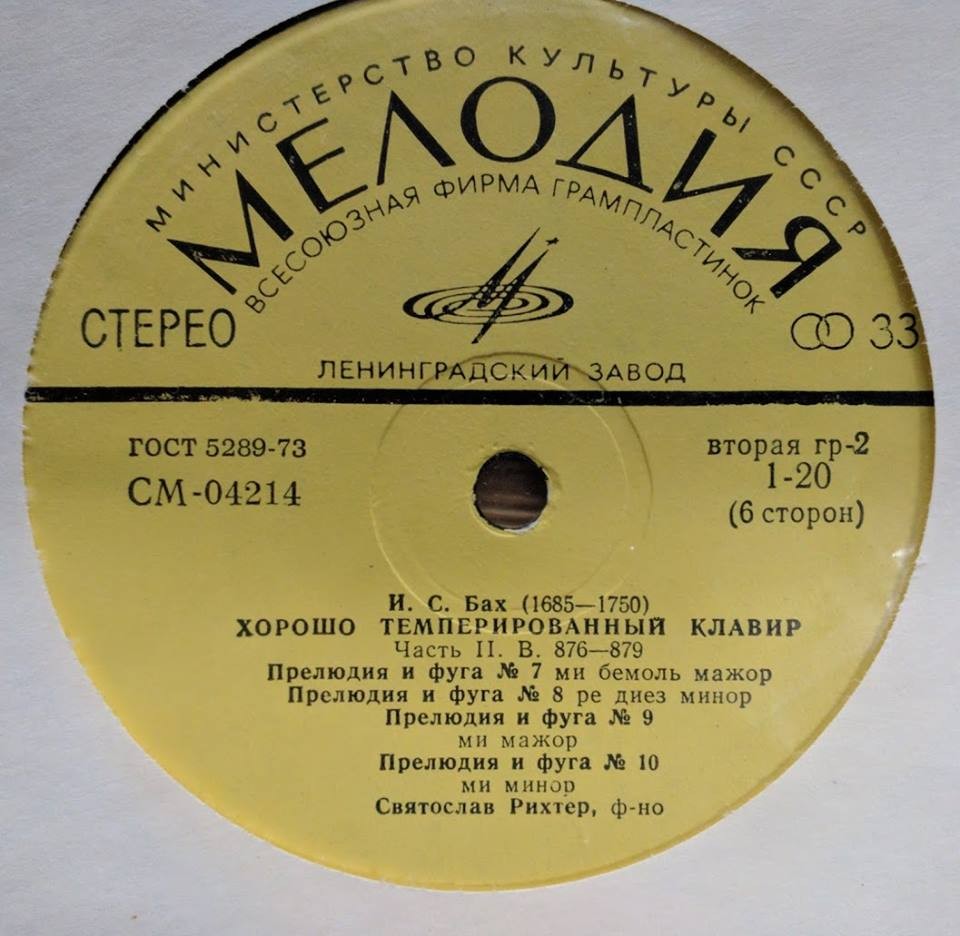 МИНИСТЕРСТВО КУЛЬТУРЫ СССР
МЕЛОДИЯ
ВСЕСОЮЗНАЯ ФИРМА ГРАМПЛАСТИНОК
СТЕРЕО
33
ЛЕНИНГРАДСКИЙ ЗАВОД
ГОСТ 5289-73
СМ-04214
вторая гр-2
1-20
(6 сторон)
И. С. Бах (1685—1750)
ХОРОШО ТЕМПЕРИРОВАННЫЙ КЛАВИР
Часть II. В. 876—879
Прелюдия и фуга № 7 ми бемоль мажор
Прелюдия и фуга № 8 ре диез минор
Прелюдия и фуга № 9
ми мажор
Прелюдия и фуга № 10
ми минор
Святослав Рихтер, ф-но